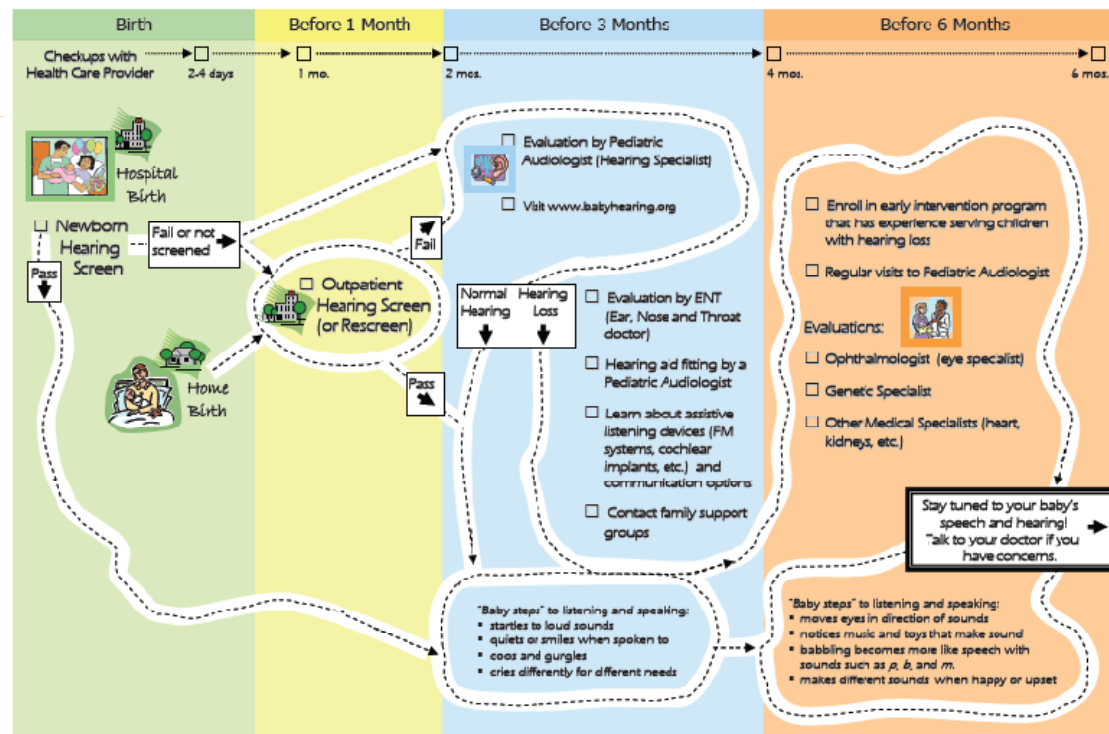 Birth
Before 1 Month
Before 3 Months
Before 6 Months
Checkups with
Health Care Provider
2-4 days
1 mo.
2 mos.
4 mos.
6 mos.
Hospital
Birth
Newborn
Hearing
Screen
Fail or not
screened
Pass
Home
Birth
Outpatient
Hearing Screen
(or Rescreen)
Fail
Pass
Evaluation by Pediatric
Audiologist (Hearing Specialist)
Visit www.babyhearing.org
Normal
Hearing
Hearing
Loss
Evaluation by ENT
(Ear, Nose and Throat
doctor)
Hearing aid fitting by a
Pediatric Audiologist
Learn about assistive
listening devices (FM
systems, cochlear
implants, etc.) and
communication options
Contact family support
groups
"Baby steps" to listening and speaking:
▪ startles to loud sounds
▪ quiets or smiles when spoken to
▪ coos and gurgles
▪ cries differently for different needs
Enroll in early intervention program
that has experience serving children
with hearing loss
Regular visits to Pediatric Audiologist
Evaluations:
Ophthalmologist (eye specialist)
Genetic Specialist
Other Medical Specialists (heart,
kidneys, etc.)
Stay tuned to your baby's
speech and hearing!
Talk to your doctor if you
have concerns.
"Baby steps" to listening and speaking:
▪ moves eyes in direction of sounds
▪ notices music and toys that make sound
▪ babbling becomes more like speech with
sounds such as p, b, and m.
▪ makes different sounds when happy or upset